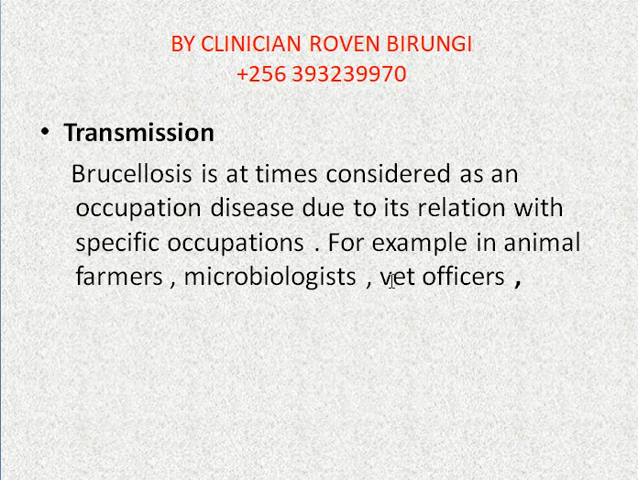 BY CLINICIAN ROVEN BIRUNGI
+256 393239970
• Transmission
Brucellosis is at times considered as an
occupation disease due to its relation with
specific occupations . For example in animal
farmers , microbiologists , vet officers ,